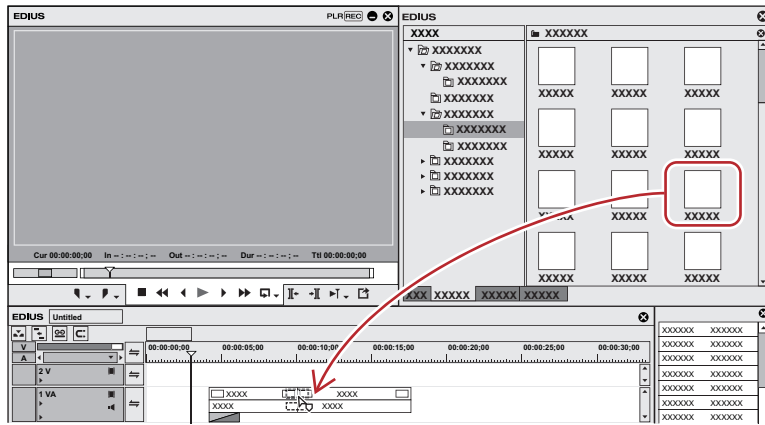 EDIUS
PLR REC
Cur 00:00:00;00 In -- : -- : -- ; -- Out -- : -- : -- ; -- Dur -- : -- : -- ; -- Ttl 00:00:00;00
EDIUS
XXXX
XXXXXXX
XXXXXXX
XXXXXXX
XXXXXXX
XXXXXXX
XXXXXXX
XXXXXXX
XXXXXXX
XXXXXXX
XXXXXXX
XXXXXX
XXXXX XXXXX XXXXX
XXXXX XXXXX XXXXX
XXXXX XXXXX XXXXX
XXXXX XXXXX XXXXX
XXX XXXXX XXXXX XXXXX
EDIUS Untitled
V
A
00:00:00;00 00:00:05;00 00:00:10;00 00:00:15;00 00:00:20;00 00:00:25;00 00:00:30;00
2 V
1 VA
XXXX XXXX
XXXX XXXX
XXXXXX XXXXXX
XXXXXX XXXXXX
XXXXXX XXXXXX
XXXXXX XXXXXX
XXXXXX XXXXXX
XXXXXX XXXXXX
XXXXXX XXXXXX